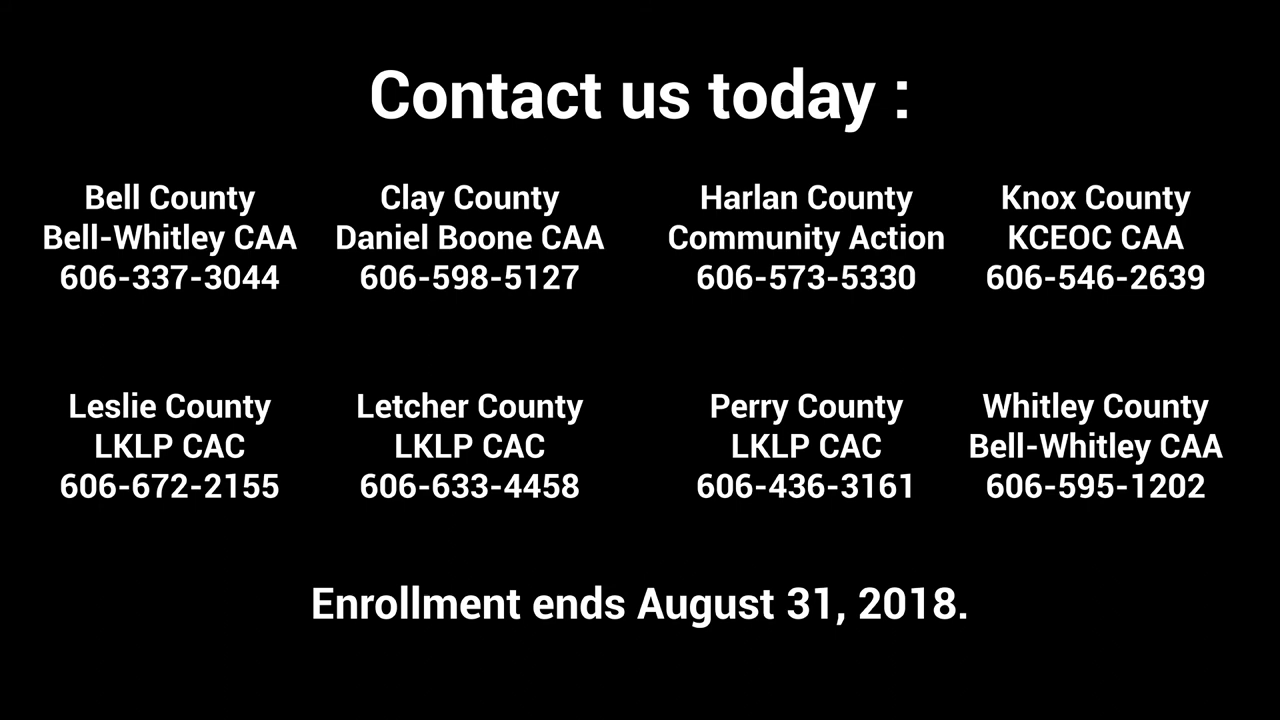 Contact us today :
Bell County
Bell-Whitley CAA
606-337-3044
Clay County
Daniel Boone CAA
606-598-5127
Harlan County
Community Action
606-573-5330
Knox County
KCEOC CAA
606-546-2639
Leslie County
LKLP CAC
606-672-2155
Letcher County
LKLP CAC
606-633-4458
Perry County
LKLP CAC
606-436-3161
Whitley County
Bell-Whitley CAA
606-595-1202
Enrollment ends August 31, 2018.